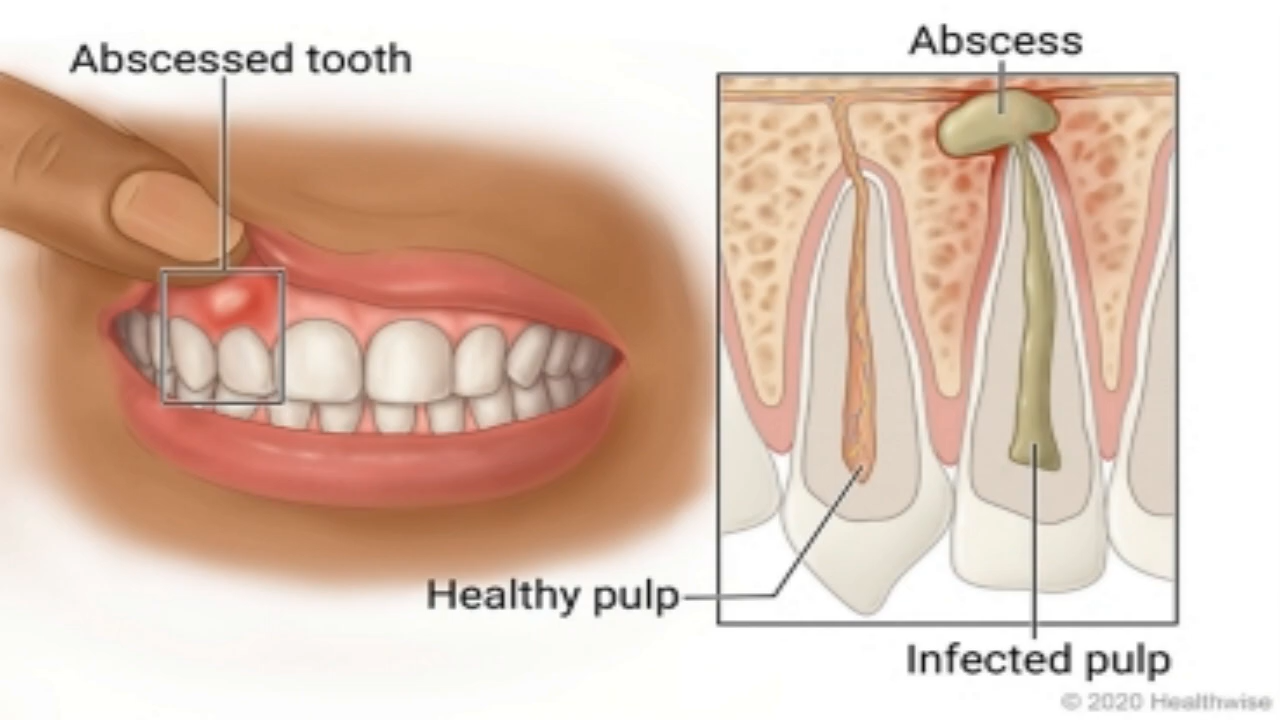 Abscessed tooth
Abscess
Healthy pulp
Infected pulp
© 2020 Healthwise